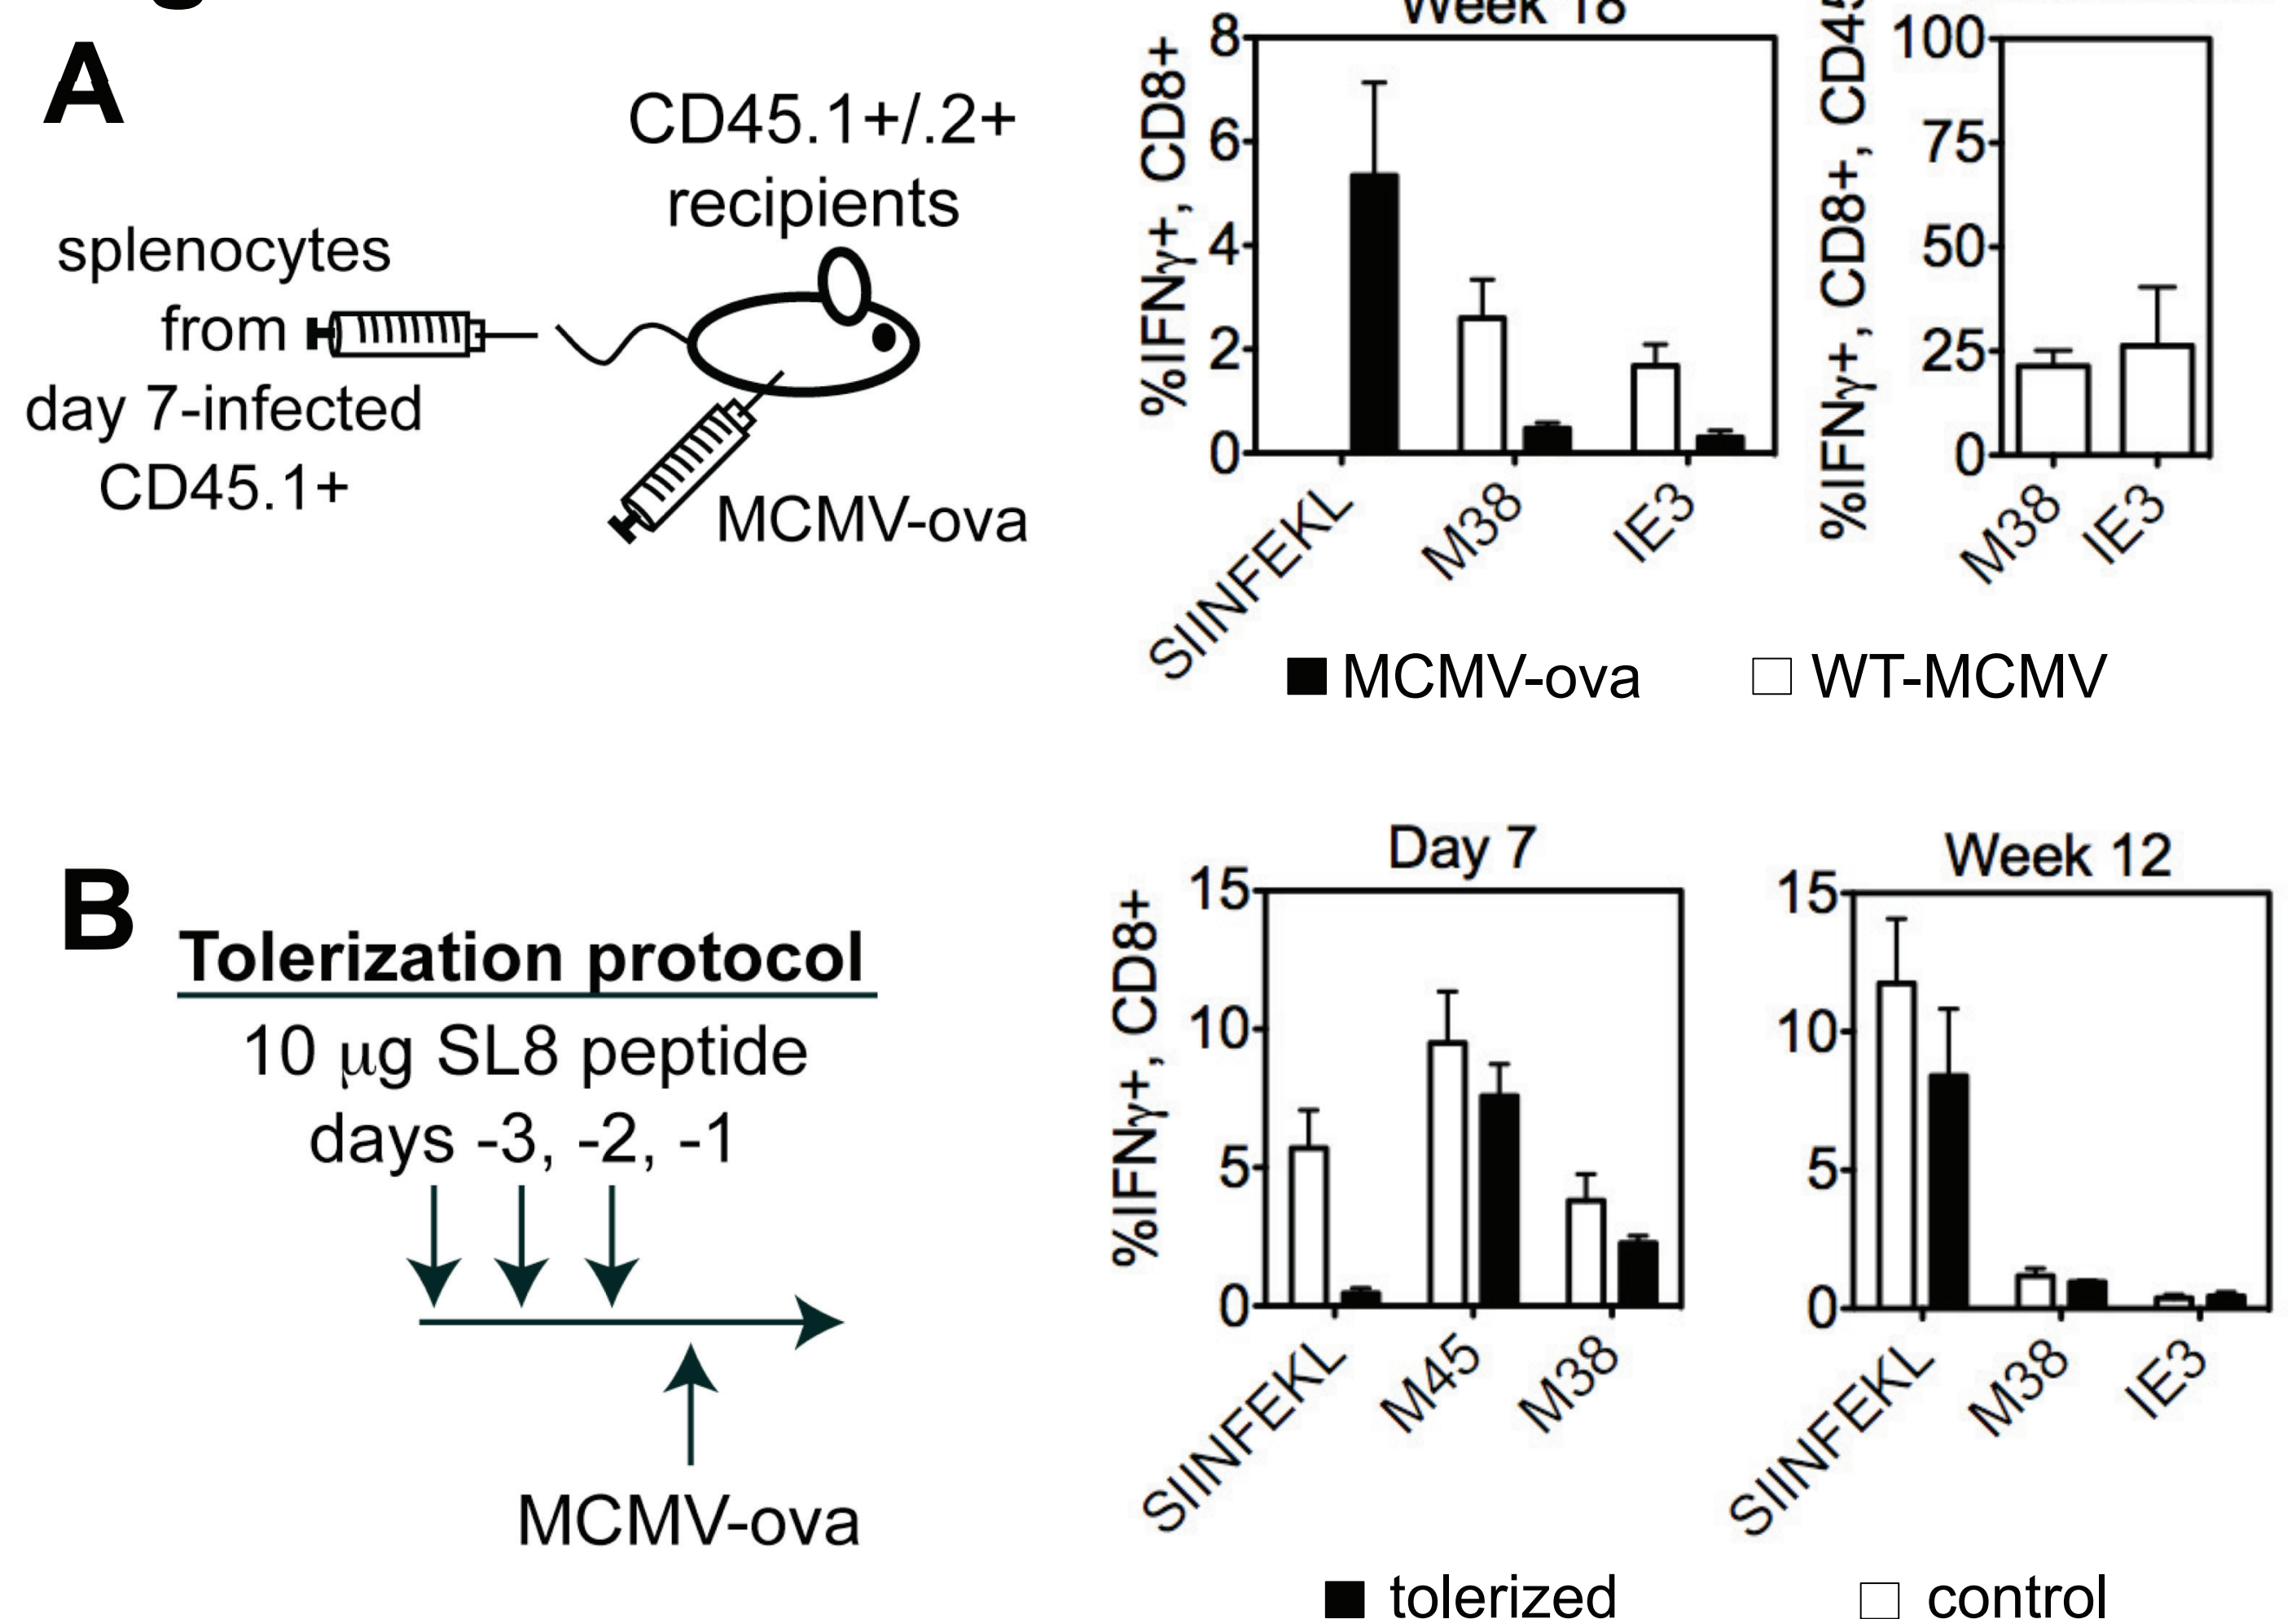 A
CD45.1+/.2+
recipients
splenocytes
from
day 7-infected
CD45.1+
MCMV-ova
Week 18
%IFNγ+, CD8+
8
6
4
2
0
SIINFEKL
M38
IE3
%IFNγ+, CD8+,
100
75
50
25
0
M38
IE3
MCMV-ova
WT-MCMV
B
Tolerization protocol
10 μg SL8 peptide
days -3, -2, -1
MCMV-ova
Day 7
%IFNγ+, CD8+
15
10
5
0
SIINFEKL
M45
M38
Week 12
15
10
5
0
SIINFEKL
M38
IE3
tolerized
control